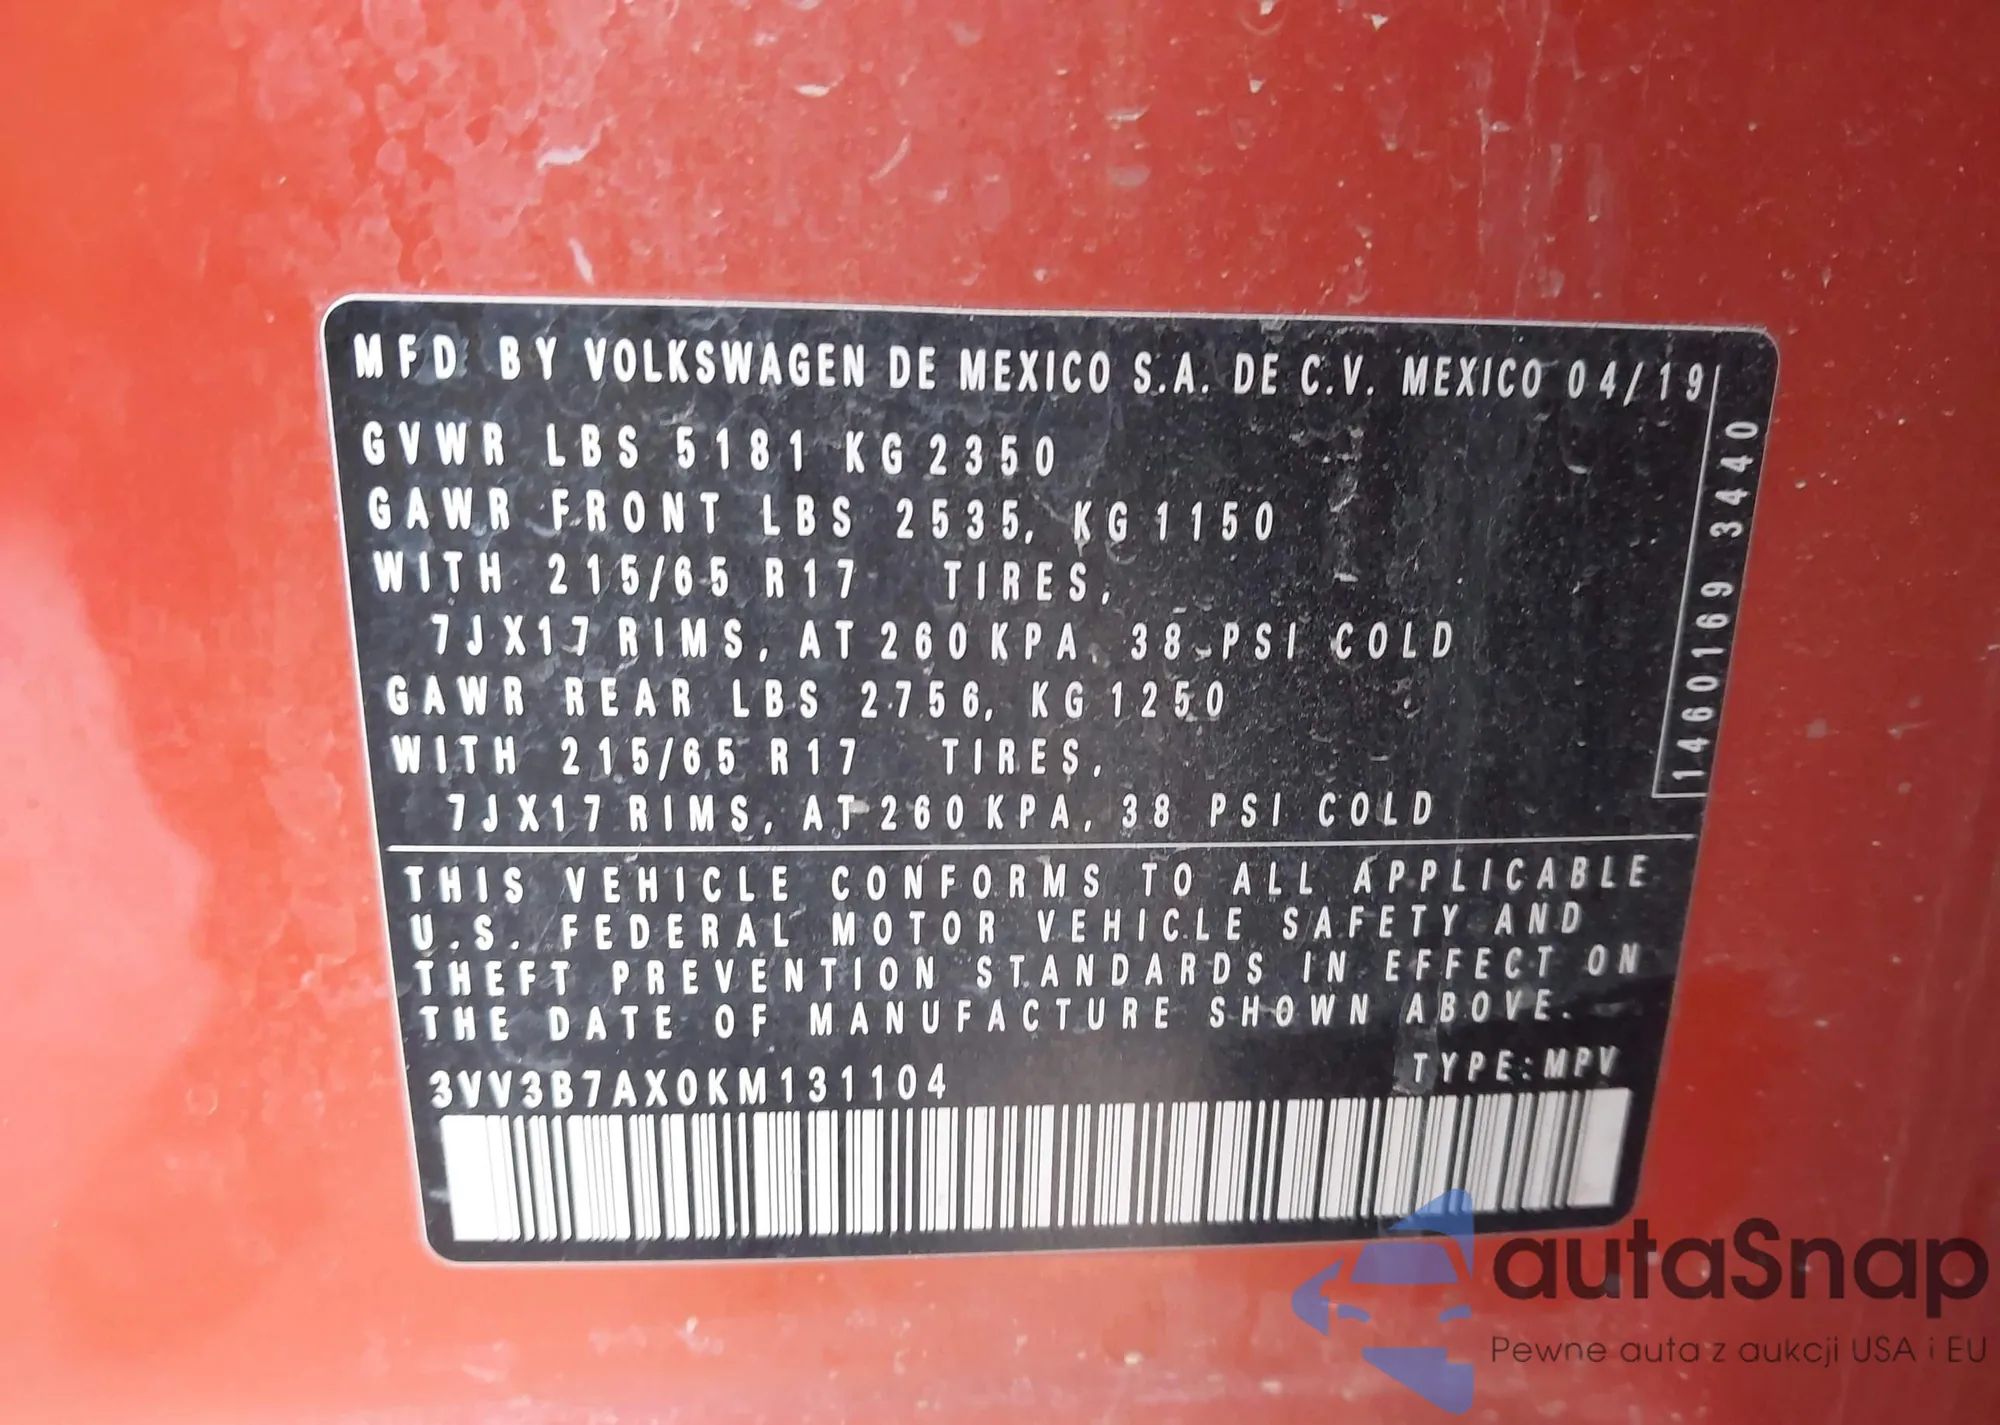 MFD BY VOLKSWAGEN DE MEXICO S.A. DE C.V. MEXICO 04/19
GVWR LBS 5181 KG 2350
GAWR FRONT LBS 2535, KG 1150
WITH 215/65 R17 TIRES,
7JX17 RIMS, AT 260 KPA, 38 PSI COLD
GAWR REAR LBS 2756, KG 1250
WITH 215/65 R17 TIRES,
7JX17 RIMS, AT 260 KPA, 38 PSI COLD
1460169 3440
THIS VEHICLE CONFORMS TO ALL APPLICABLE
U.S. FEDERAL MOTOR VEHICLE SAFETY AND
THEFT PREVENTION STANDARDS IN EFFECT ON
THE DATE OF MANUFACTURE SHOWN ABOVE.
TYPE: MPV
3VV3B7AX0KM131104
autaSnap
Pewne auta z aukcji USA i EU